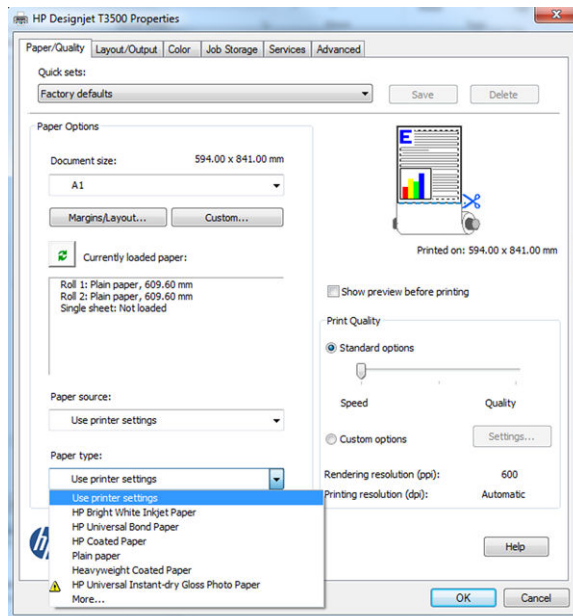 HP Designjet T3500 Properties
Paper/Quality Layout/Output Color Job Storage Services Advanced
Quick sets:
Factory defaults
Save Delete
Paper Options
Document size: 594.00 x 841.00 mm
A1
Margins/Layout... Custom...
Currently loaded paper:
Roll 1: Plain paper, 609.60 mm
Roll 2: Plain paper, 609.60 mm
Single sheet: Not loaded
Paper source:
Use printer settings
Paper type:
Use printer settings
Use printer settings
HP Bright White Inkjet Paper
HP Universal Bond Paper
HP Coated Paper
Plain paper
Heavyweight Coated Paper
HP Universal Instant-dry Gloss Photo Paper
More...
E
Printed on: 594.00 x 841.00 mm
Show preview before printing
Print Quality
Standard options
Speed Quality
Custom options Settings...
Rendering resolution (ppi): 600
Printing resolution (dpi): Automatic
hp
Help
OK Cancel